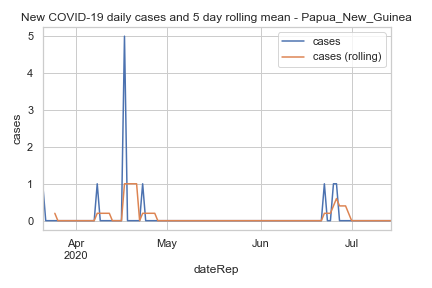 New COVID-19 daily cases and 5 day rolling mean - Papua_New_Guinea
cases
cases (rolling)
5
4
3
2
1
0
cases
Apr
2020
May
Jun
Jul
dateRep